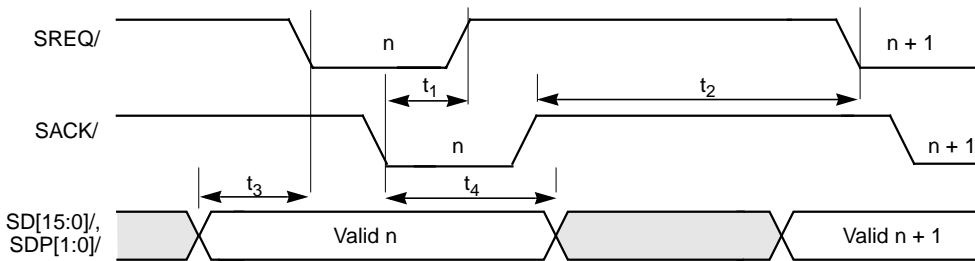 SREQ/
n
n + 1
t1
t2
SACK/
n
n + 1
t3
t4
SD[15:0]/,
SDP[1:0]/
Valid n
Valid n + 1